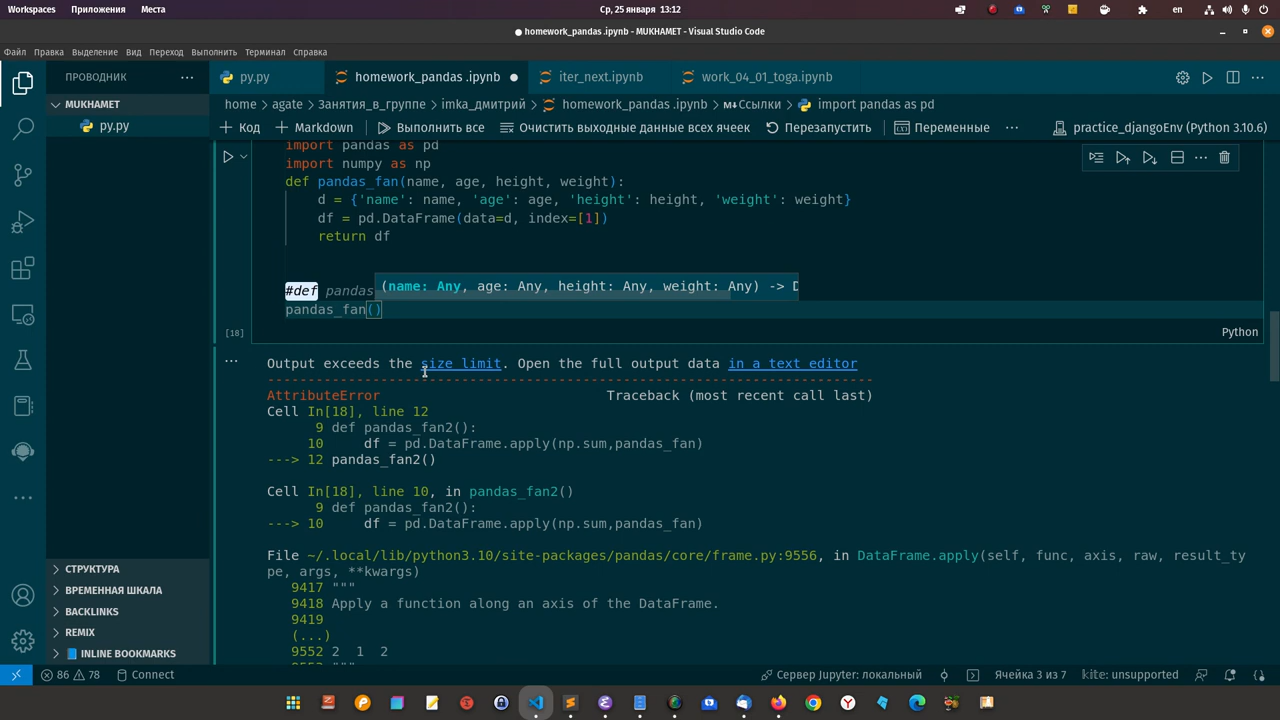 Workspaces Приложения Места Ср, 25 января 13:12 en
homework_pandas .ipynb - MUKHAMET - Visual Studio Code
Файл Правка Выделение Вид Переход Выполнить Терминал Справка
ПРОВОДНИК
py.py homework_pandas .ipynb iter_next.ipynb work_04_01_toga.ipynb
MUKHAMET
py.py
home > agate > Занятия_в_группе > imka_дмитрий > homework_pandas .ipynb > M↓Ссылки > import pandas as pd
Код Markdown Выполнить все Очистить выходные данные всех ячеек Перезапустить Переменные practice_djangoEnv (Python 3.10.6)
import pandas as pd
import numpy as np
def pandas_fan(name, age, height, weight):
d = {'name': name, 'age': age, 'height': height, 'weight': weight}
df = pd.DataFrame(data=d, index=[1])
return df
(name: Any, age: Any, height: Any, weight: Any) -> D
#def pandas
pandas_fan()
[18]
Python
Output exceeds the size limit. Open the full output data in a text editor
---------------------------------------------------------------------------
AttributeError Traceback (most recent call last)
Cell In[18], line 12
9 def pandas_fan2():
10 df = pd.DataFrame.apply(np.sum,pandas_fan)
---> 12 pandas_fan2()
Cell In[18], line 10, in pandas_fan2()
9 def pandas_fan2():
---> 10 df = pd.DataFrame.apply(np.sum,pandas_fan)
File ~/.local/lib/python3.10/site-packages/pandas/core/frame.py:9556, in DataFrame.apply(self, func, axis, raw, result_ty
pe, args, **kwargs)
9417 """
9418 Apply a function along an axis of the DataFrame.
9419
(...)
9552 2 1 2
СТРУКТУРА
ВРЕМЕННАЯ ШКАЛА
BACKLINKS
REMIX
INLINE BOOKMARKS
86 78 Connect Сервер Jupyter: локальный Ячейка 3 из 7 kite: unsupported